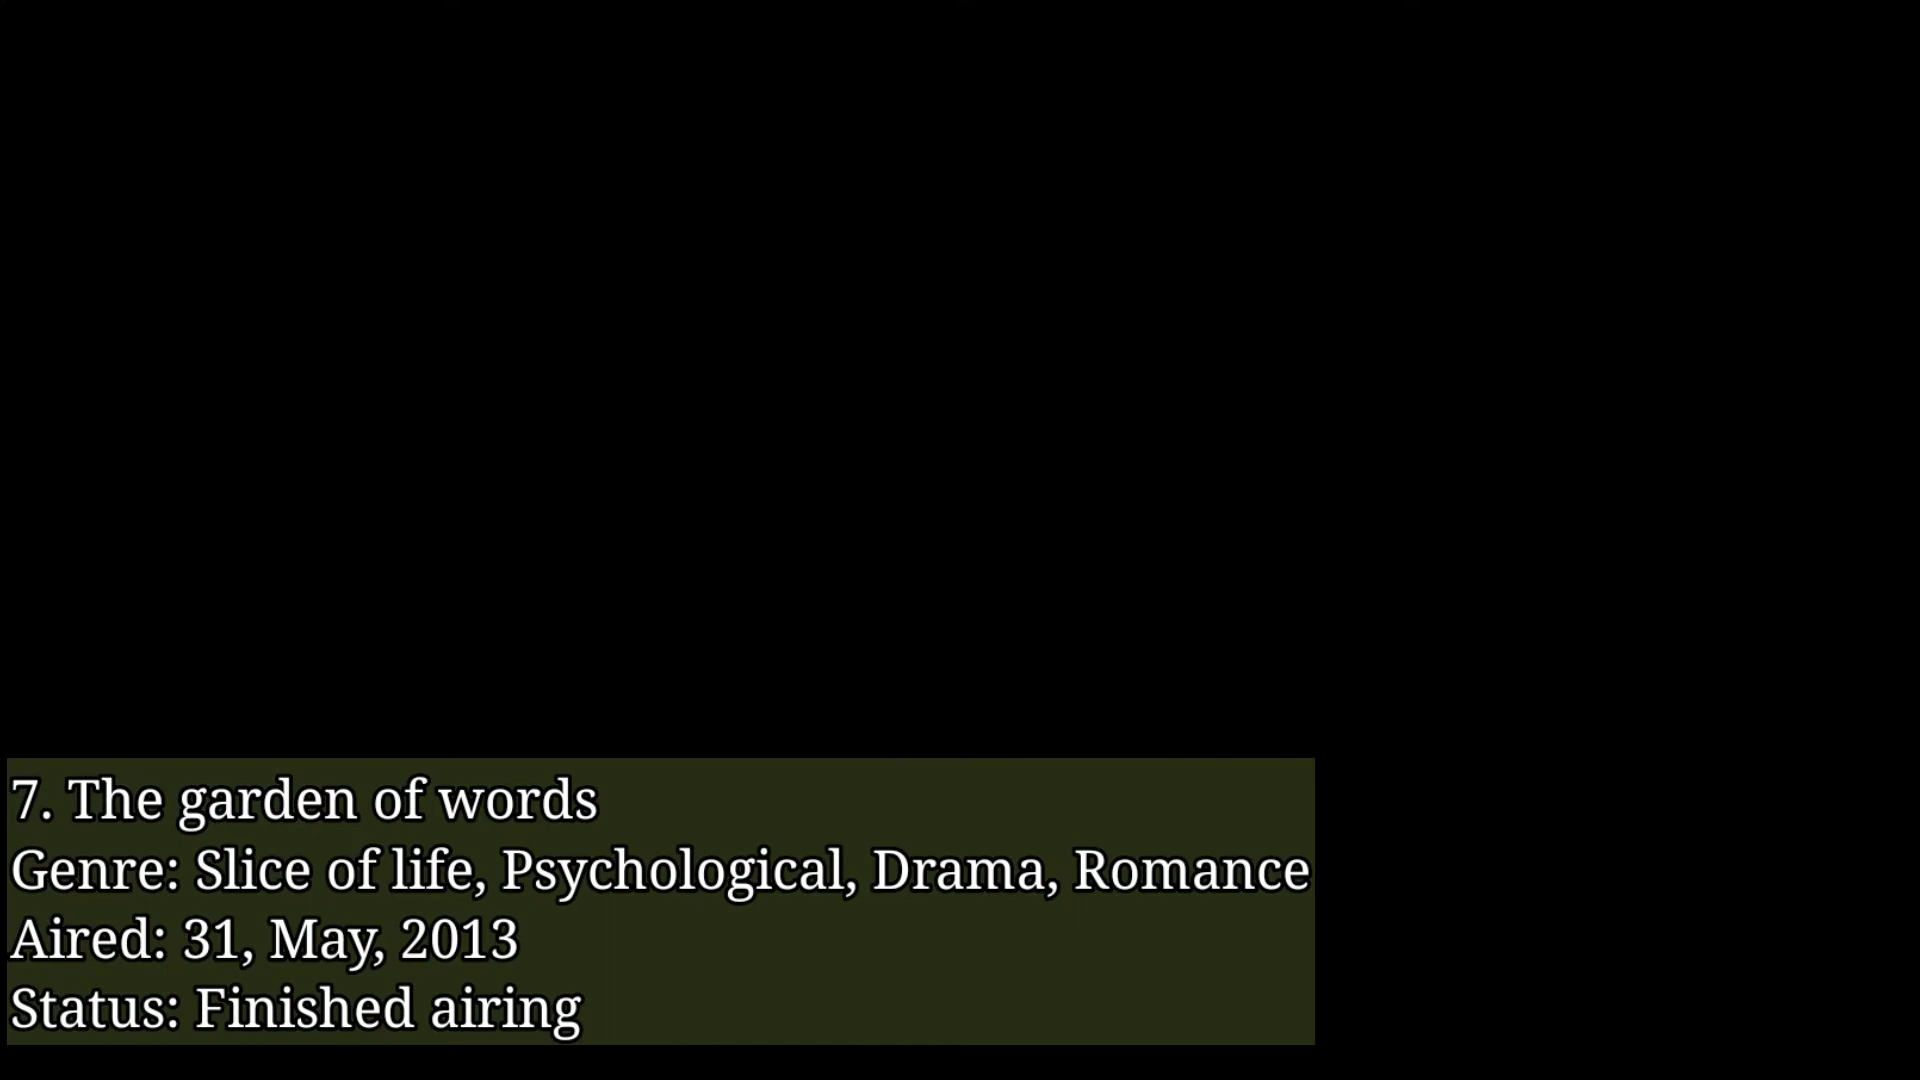 7. The garden of words
Genre: Slice of life, Psychological, Drama, Romance
Aired: 31, May, 2013
Status: Finished airing